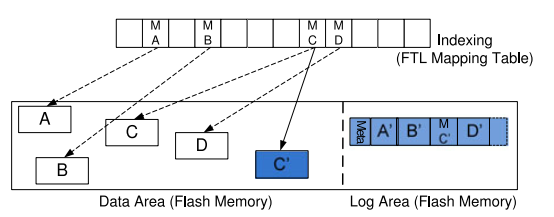 M A
M B
M C
M D
Indexing
(FTL Mapping Table)
A
B
C
D
C'
Meta
A'
B'
M C'
D'
Data Area (Flash Memory)
Log Area (Flash Memory)